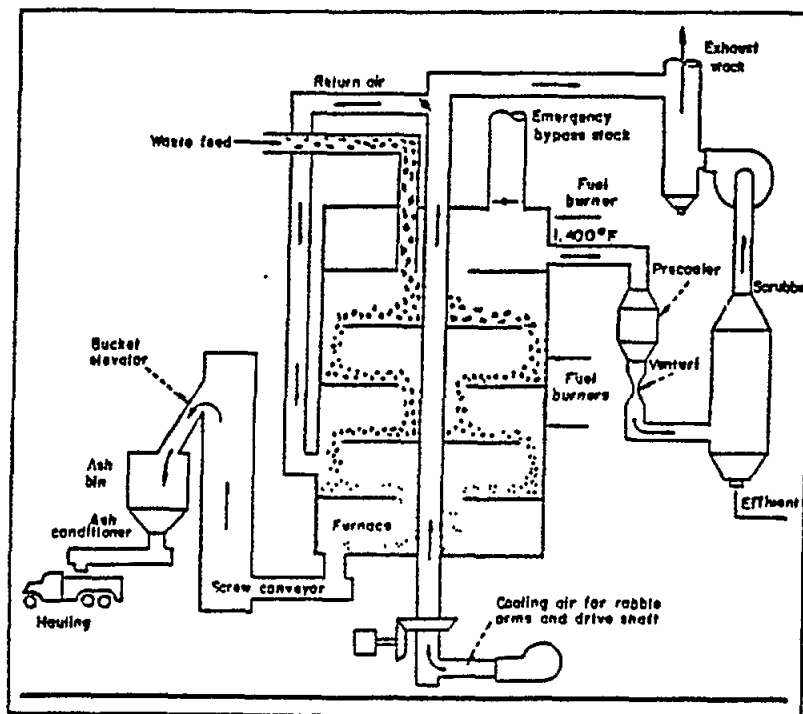 Exhaust
stack
Return air
Emergency
bypass stack
Waste feed
Fuel
burner
1,400°F
Precooler
Scrubber
Bucket
elevator
Venturi
Fuel
burners
Ash
bin
Ash
conditioner
Effluent
Furnace
Screw conveyor
Hauling
Cooling air for rabble
arms and drive shaft